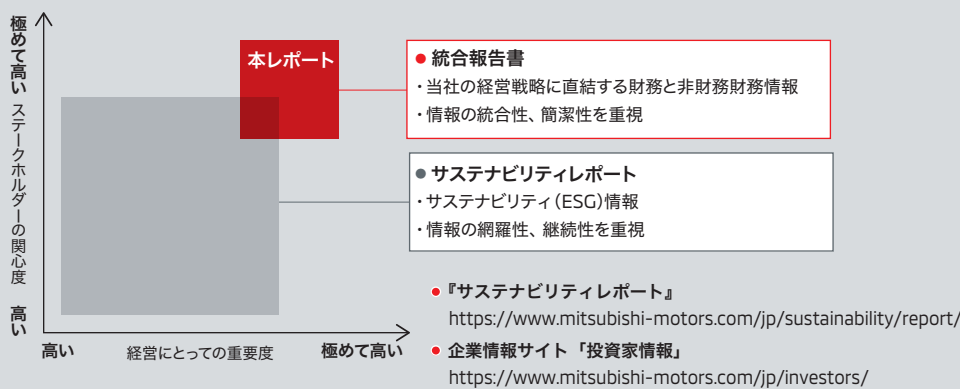 極めて高い
ステークホルダーの関心度
高い
本レポート
● 統合報告書
・当社の経営戦略に直結する財務と非財務財務情報
・情報の統合性、簡潔性を重視
● サステナビリティレポート
・サステナビリティ(ESG)情報
・情報の網羅性、継続性を重視
高い
経営にとっての重要度
極めて高い
● 『サステナビリティレポート』
https://www.mitsubishi-motors.com/jp/sustainability/report/
● 企業情報サイト「投資家情報」
https://www.mitsubishi-motors.com/jp/investors/